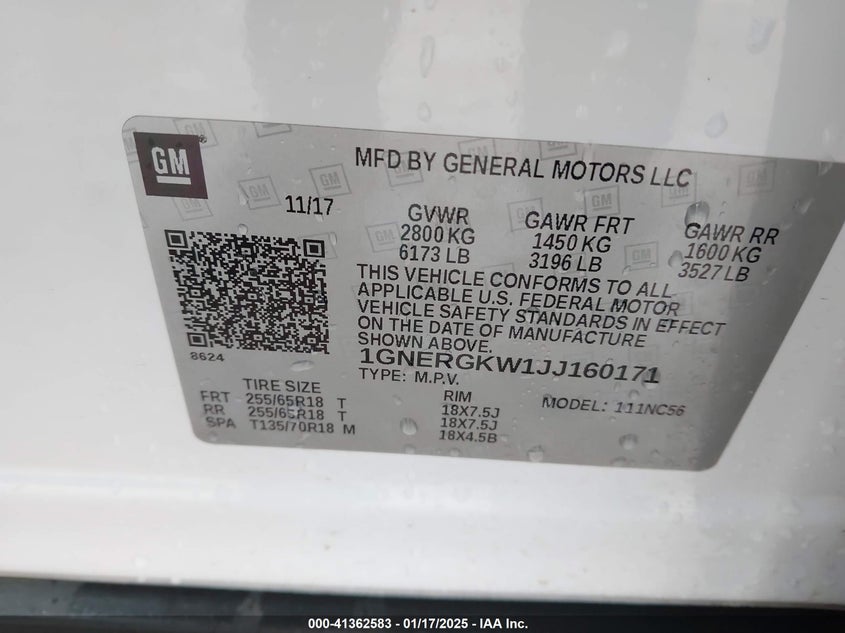 GM
MFD BY GENERAL MOTORS LLC
11/17
GVWR
2800 KG
6173 LB
GAWR FRT
1450 KG
3196 LB
GAWR RR
1600 KG
3527 LB
THIS VEHICLE CONFORMS TO ALL
APPLICABLE U.S. FEDERAL MOTOR
VEHICLE SAFETY STANDARDS IN EFFECT
ON THE DATE OF MANUFACTURE
SHOWN ABOVE.
8624
1GNERGKW1JJ160171
TYPE: M.P.V.
MODEL: 111NC56
TIRE SIZE
RIM
FRT 255/65R18 T 18X7.5J
RR 255/65R18 T 18X7.5J
SPA T135/70R18 M 18X4.5B
000-41362583 - 01/17/2025 - IAA Inc.